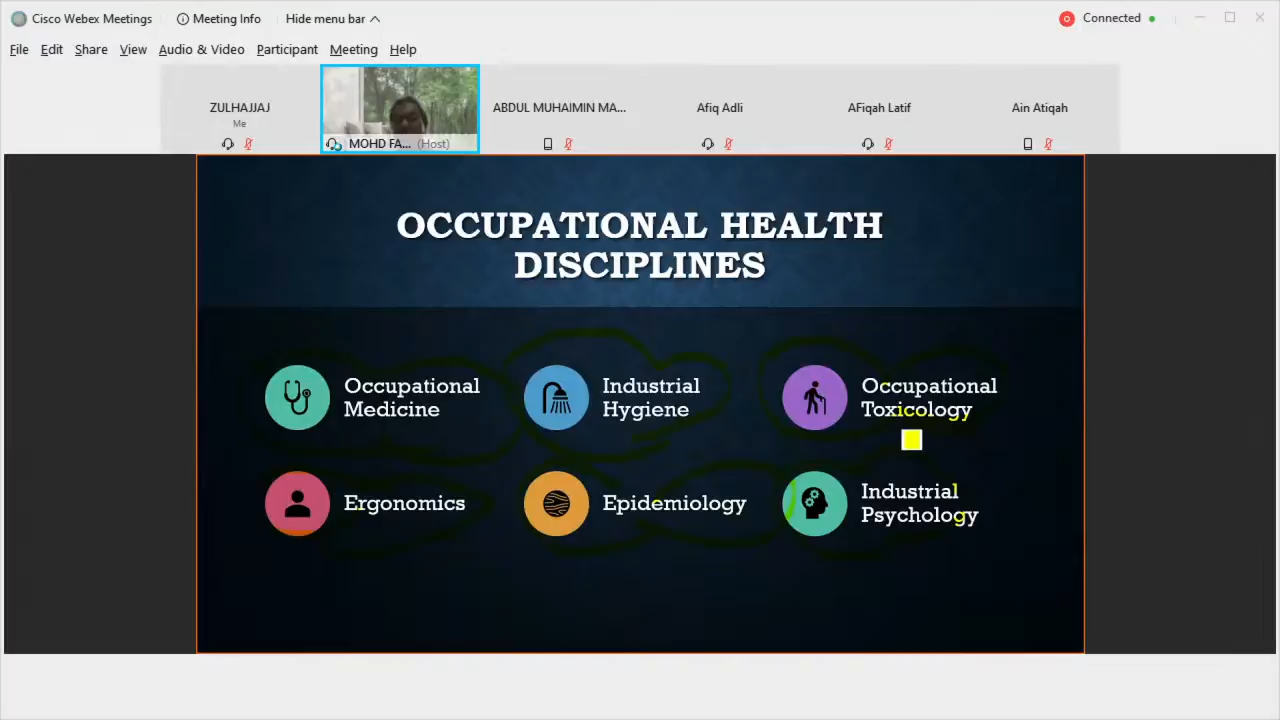 Cisco Webex Meetings
Meeting Info
Hide menu bar
Connected
File Edit Share View Audio & Video Participant Meeting Help
ZULHAJJAJ
Me
MOHD FA... (Host)
ABDUL MUHAIMIN MA...
Afiq Adli
AFiqah Latif
Ain Atiqah
OCCUPATIONAL HEALTH
DISCIPLINES
Occupational
Medicine
Industrial
Hygiene
Occupational
Toxicology
Ergonomics
Epidemiology
Industrial
Psychology